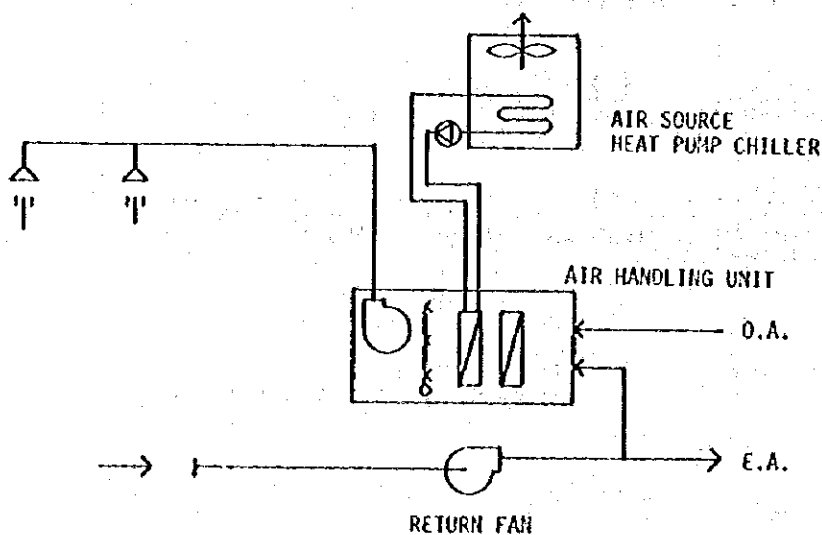 AIR SOURCE
HEAT PUMP CHILLER
AIR HANDLING UNIT
O.A.
E.A.
RETURN FAN